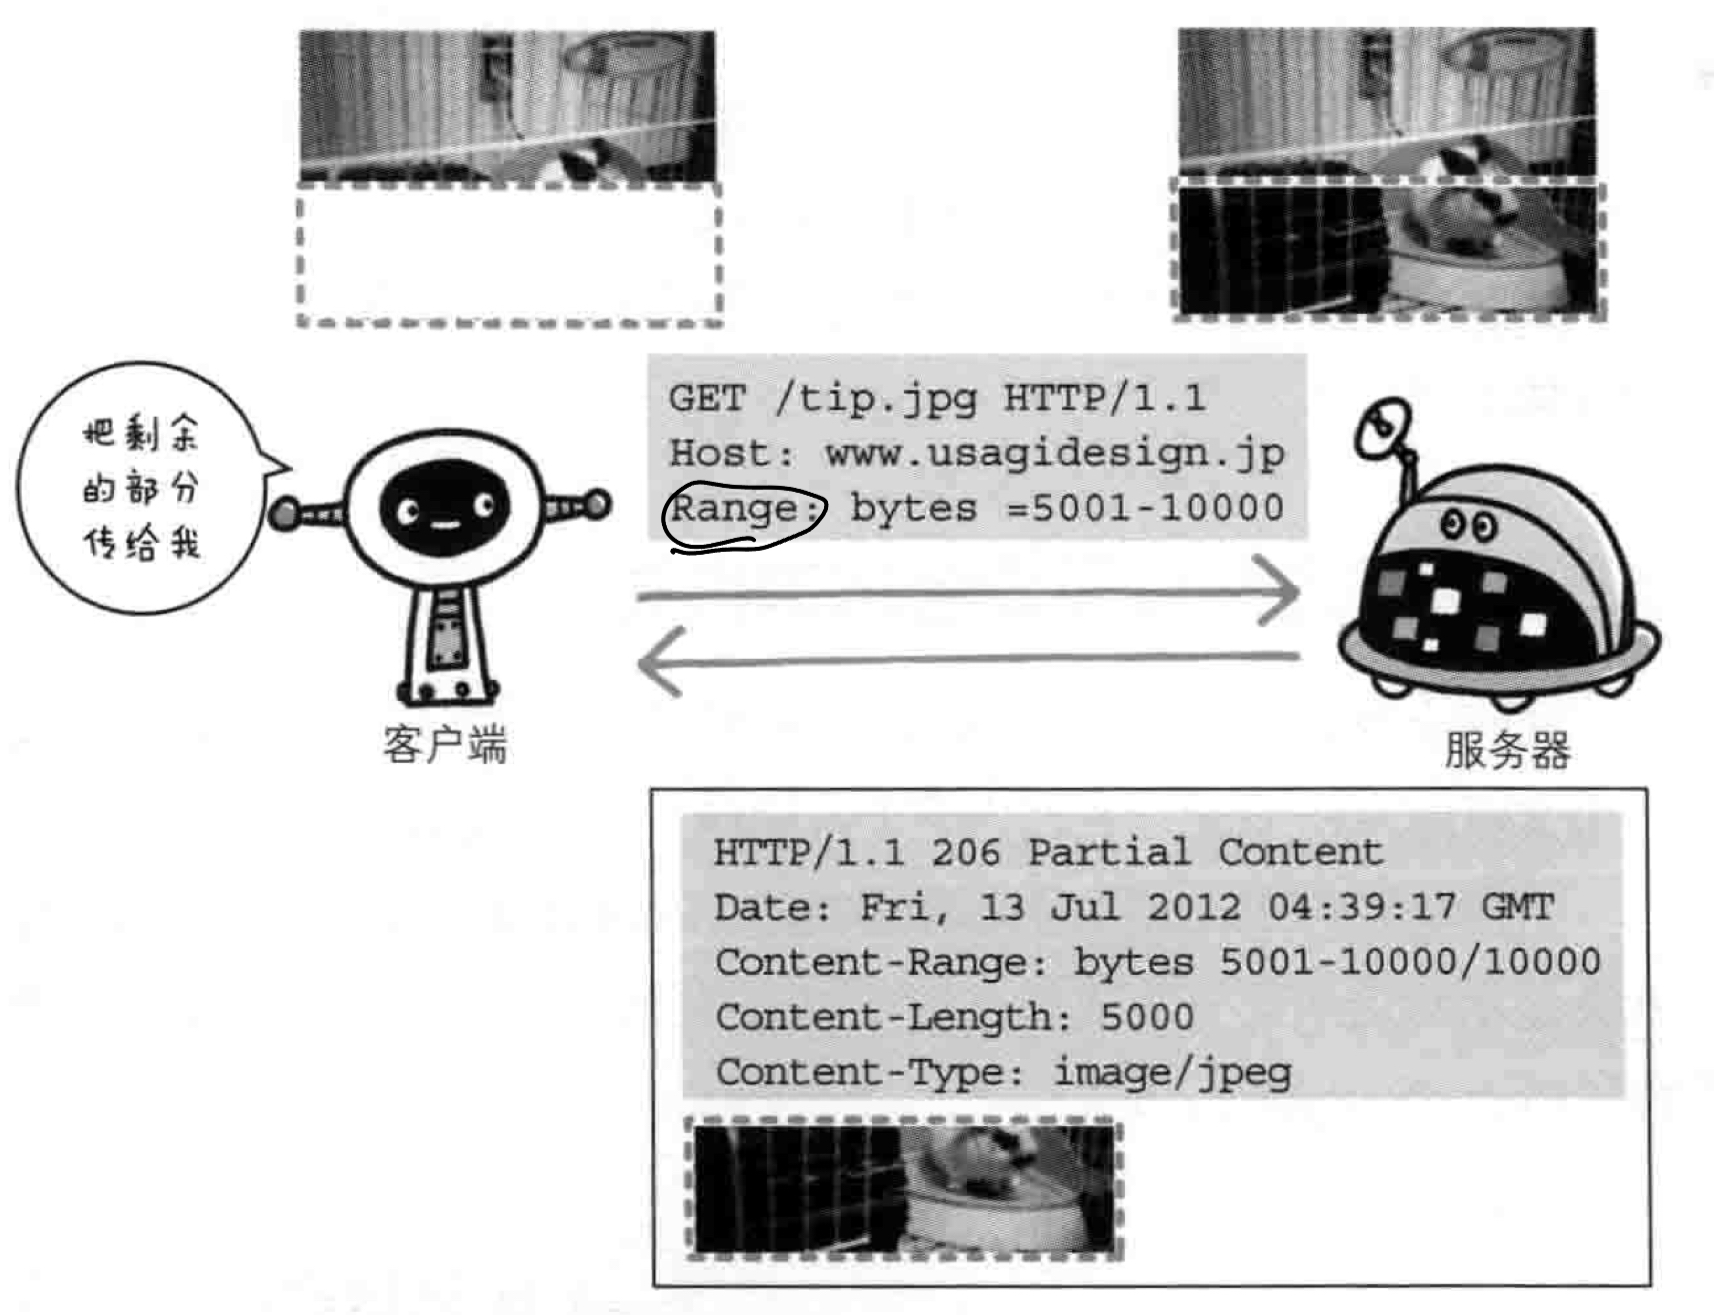 把剩余
的部分
传给我
GET /tip.jpg HTTP/1.1
Host: www.usagidesign.jp
Range: bytes =5001-10000
客户端
服务器
HTTP/1.1 206 Partial Content
Date: Fri, 13 Jul 2012 04:39:17 GMT
Content-Range: bytes 5001-10000/10000
Content-Length: 5000
Content-Type: image/jpeg